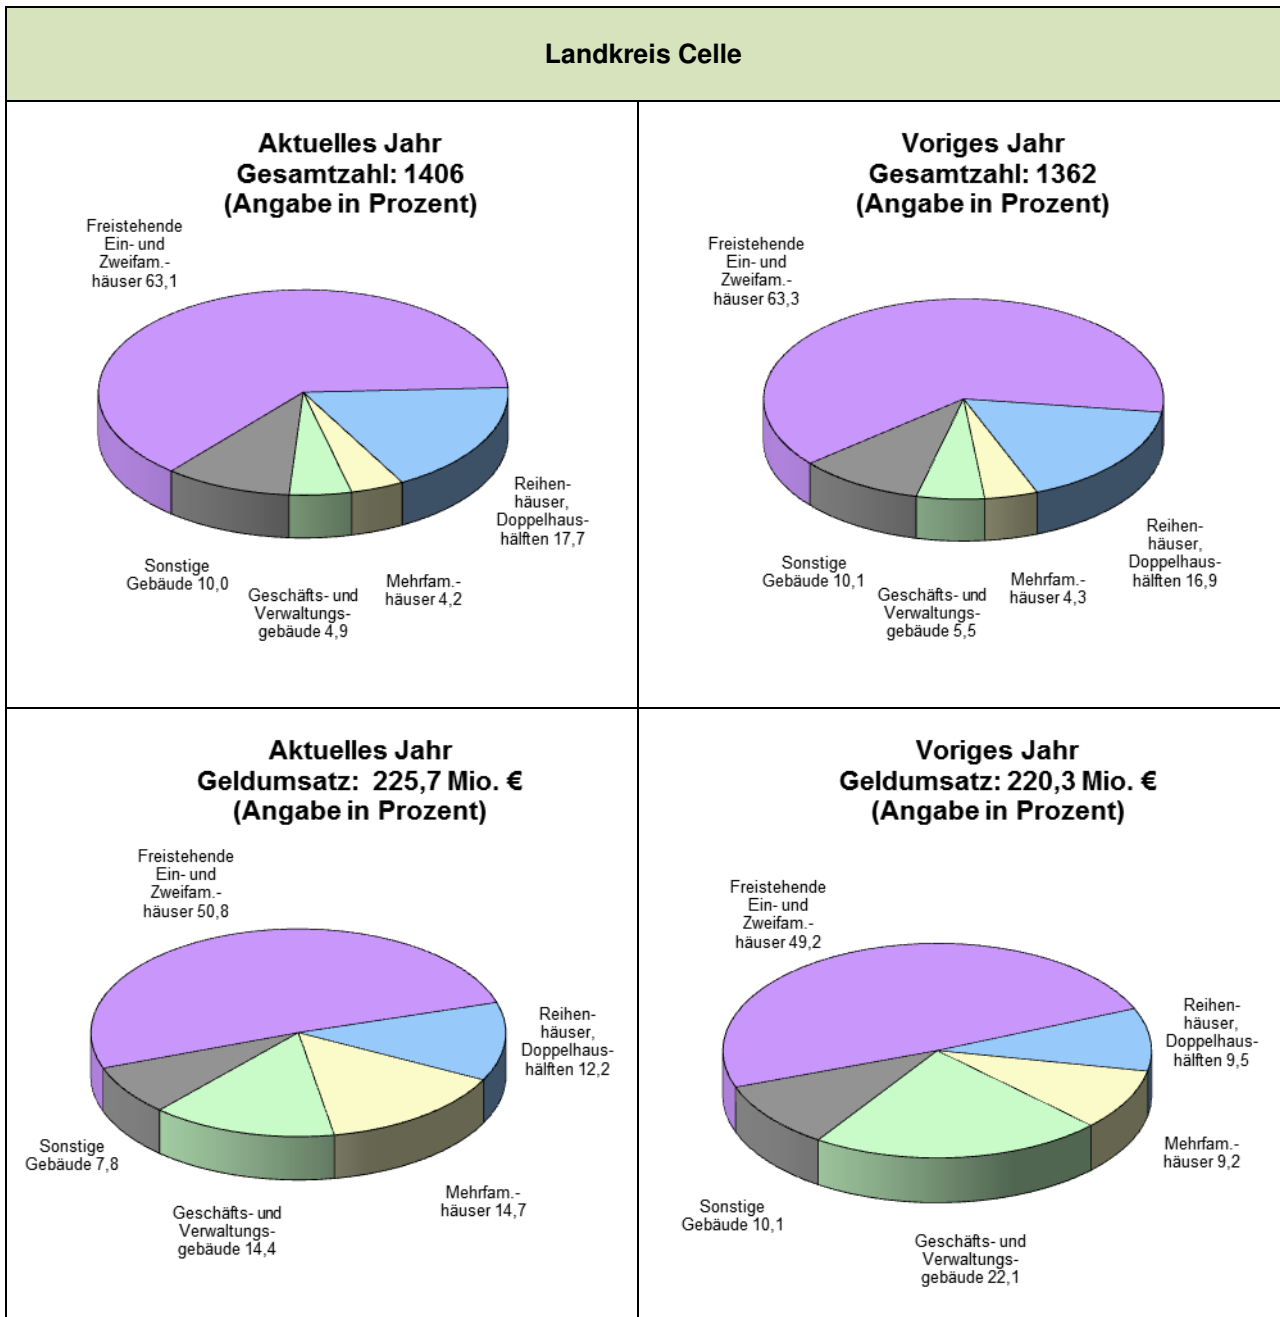 Landkreis Celle
Aktuelles Jahr
Gesamtzahl: 1406
(Angabe in Prozent)
Freistehende
Ein- und
Zweifam.-
häuser 63,1
Reihen-
häuser,
Doppelhaus-
hälften 17,7
Mehrfam.-
häuser 4,2
Geschäfts- und
Verwaltungs-
gebäude 4,9
Sonstige
Gebäude 10,0
Voriges Jahr
Gesamtzahl: 1362
(Angabe in Prozent)
Freistehende
Ein- und
Zweifam.-
häuser 63,3
Reihen-
häuser,
Doppelhaus-
hälften 16,9
Mehrfam.-
häuser 4,3
Geschäfts- und
Verwaltungs-
gebäude 5,5
Sonstige
Gebäude 10,1
Aktuelles Jahr
Geldumsatz: 225,7 Mio. €
(Angabe in Prozent)
Freistehende
Ein- und
Zweifam.-
häuser 50,8
Reihen-
häuser,
Doppelhaus-
hälften 12,2
Mehrfam.-
häuser 14,7
Geschäfts- und
Verwaltungs-
gebäude 14,4
Sonstige
Gebäude 7,8
Voriges Jahr
Geldumsatz: 220,3 Mio. €
(Angabe in Prozent)
Freistehende
Ein- und
Zweifam.-
häuser 49,2
Reihen-
häuser,
Doppelhaus-
hälften 9,5
Mehrfam.-
häuser 9,2
Geschäfts- und
Verwaltungs-
gebäude 22,1
Sonstige
Gebäude 10,1